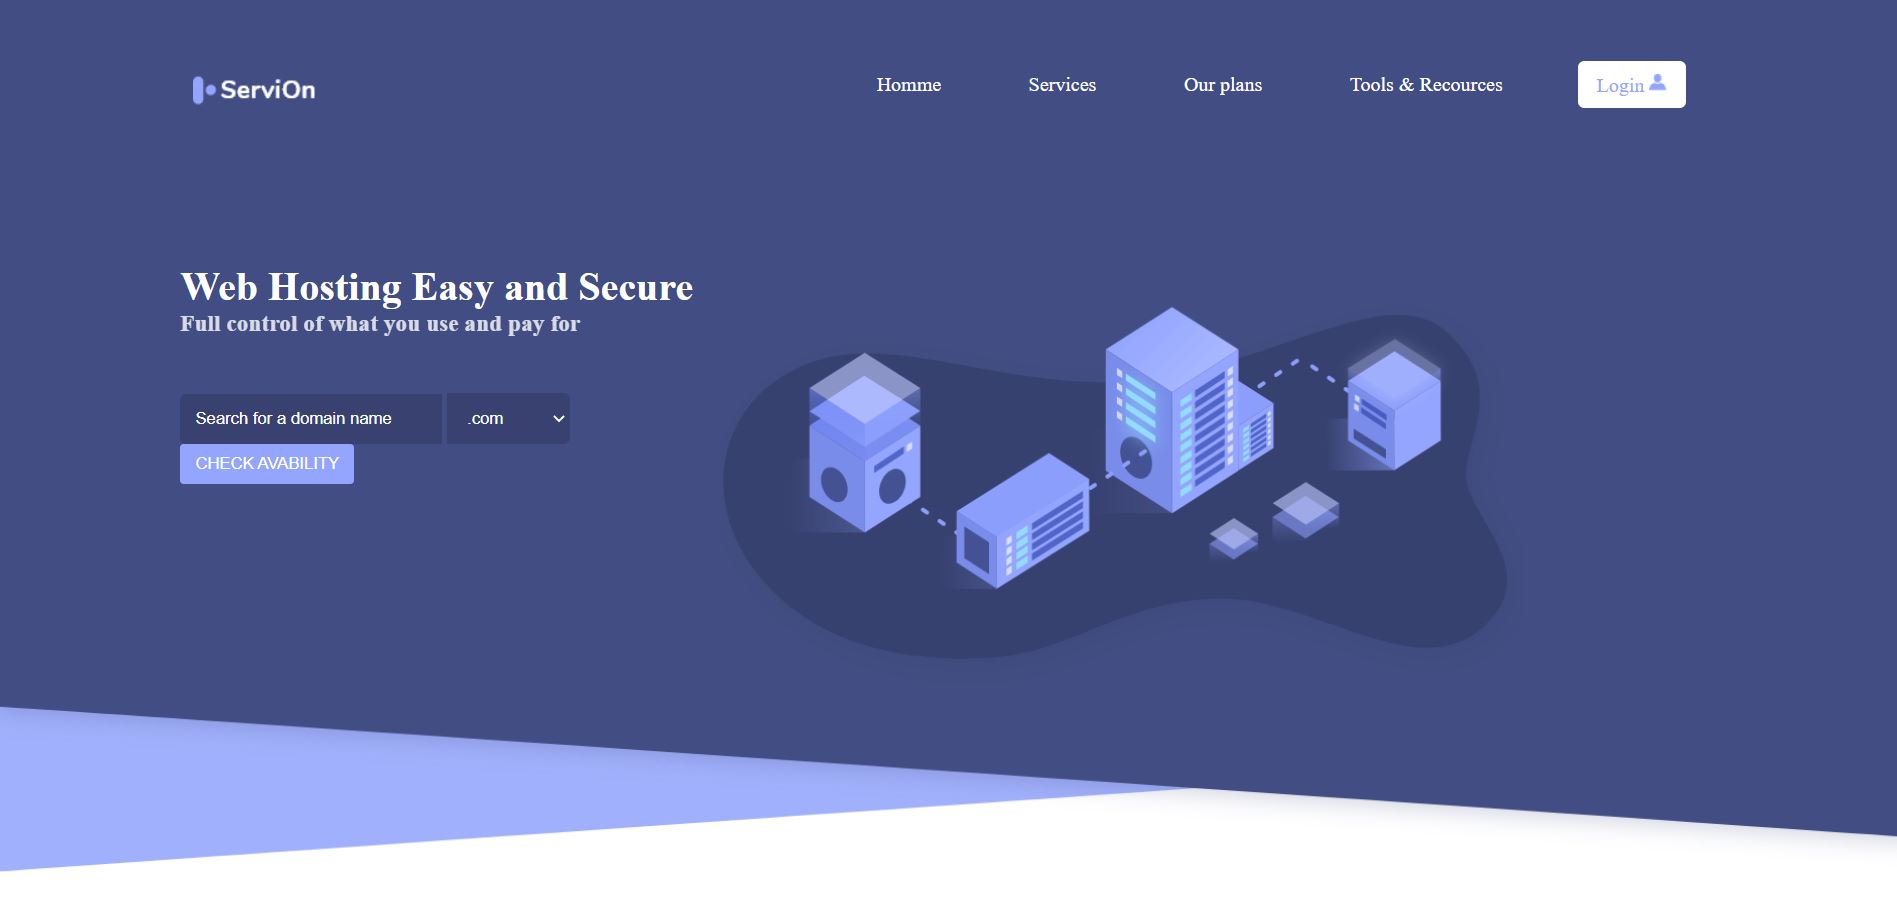 ServiOn
Homme
Services
Our plans
Tools & Recources
Login
Web Hosting Easy and Secure
Full control of what you use and pay for
Search for a domain name
.com
CHECK AVABILITY